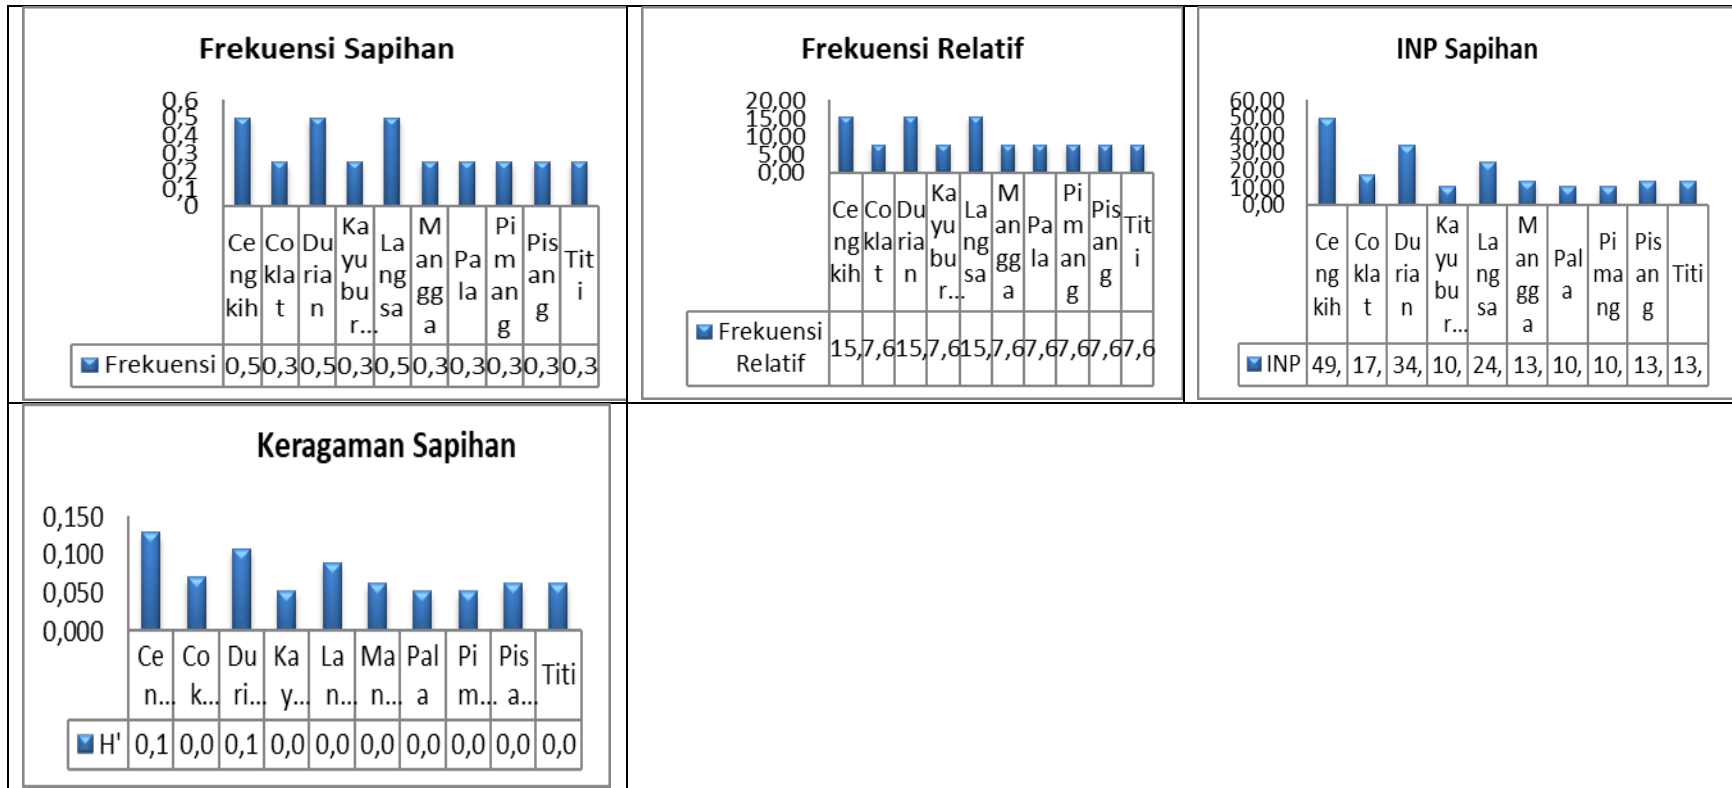 Frekuensi Sapihan
0,6
0,5
0,4
0,3
0,2
0,1
0
Ce Co Du Ka La M Pa Pi Pis Tit
ng kla ria yu ng an la m an i
kih t n bu sa gg an g
r... a g
Frekuensi 0,5 0,3 0,5 0,3 0,5 0,3 0,3 0,3 0,3 0,3
Frekuensi Relatif
20,00
15,00
10,00
5,00
0,00
Ce Co Du Ka La M Pa Pi Pis Tit
ng kla ria yu ng an la m an i
kih t n bu sa gg an g
r... a g
Frekuensi
Relatif
15, 7,6 15, 7,6 15, 7,6 7,6 7,6 7,6 7,6
INP Sapihan
60,00
50,00
40,00
30,00
20,00
10,00
0,00
Ce Co Du Ka La M Pal Pi Pis Titi
ng kla ria yu ng an a ma an
kih t n bu sa gg ng g
r... a
INP 49, 17, 34, 10, 24, 13, 10, 10, 13, 13,
Keragaman Sapihan
0,150
0,100
0,050
0,000
Ce Co Du Ka La Ma Pal Pi Pis Titi
n... k... ri... y... n... n... a m... a...
H' 0,1 0,0 0,1 0,0 0,0 0,0 0,0 0,0 0,0 0,0